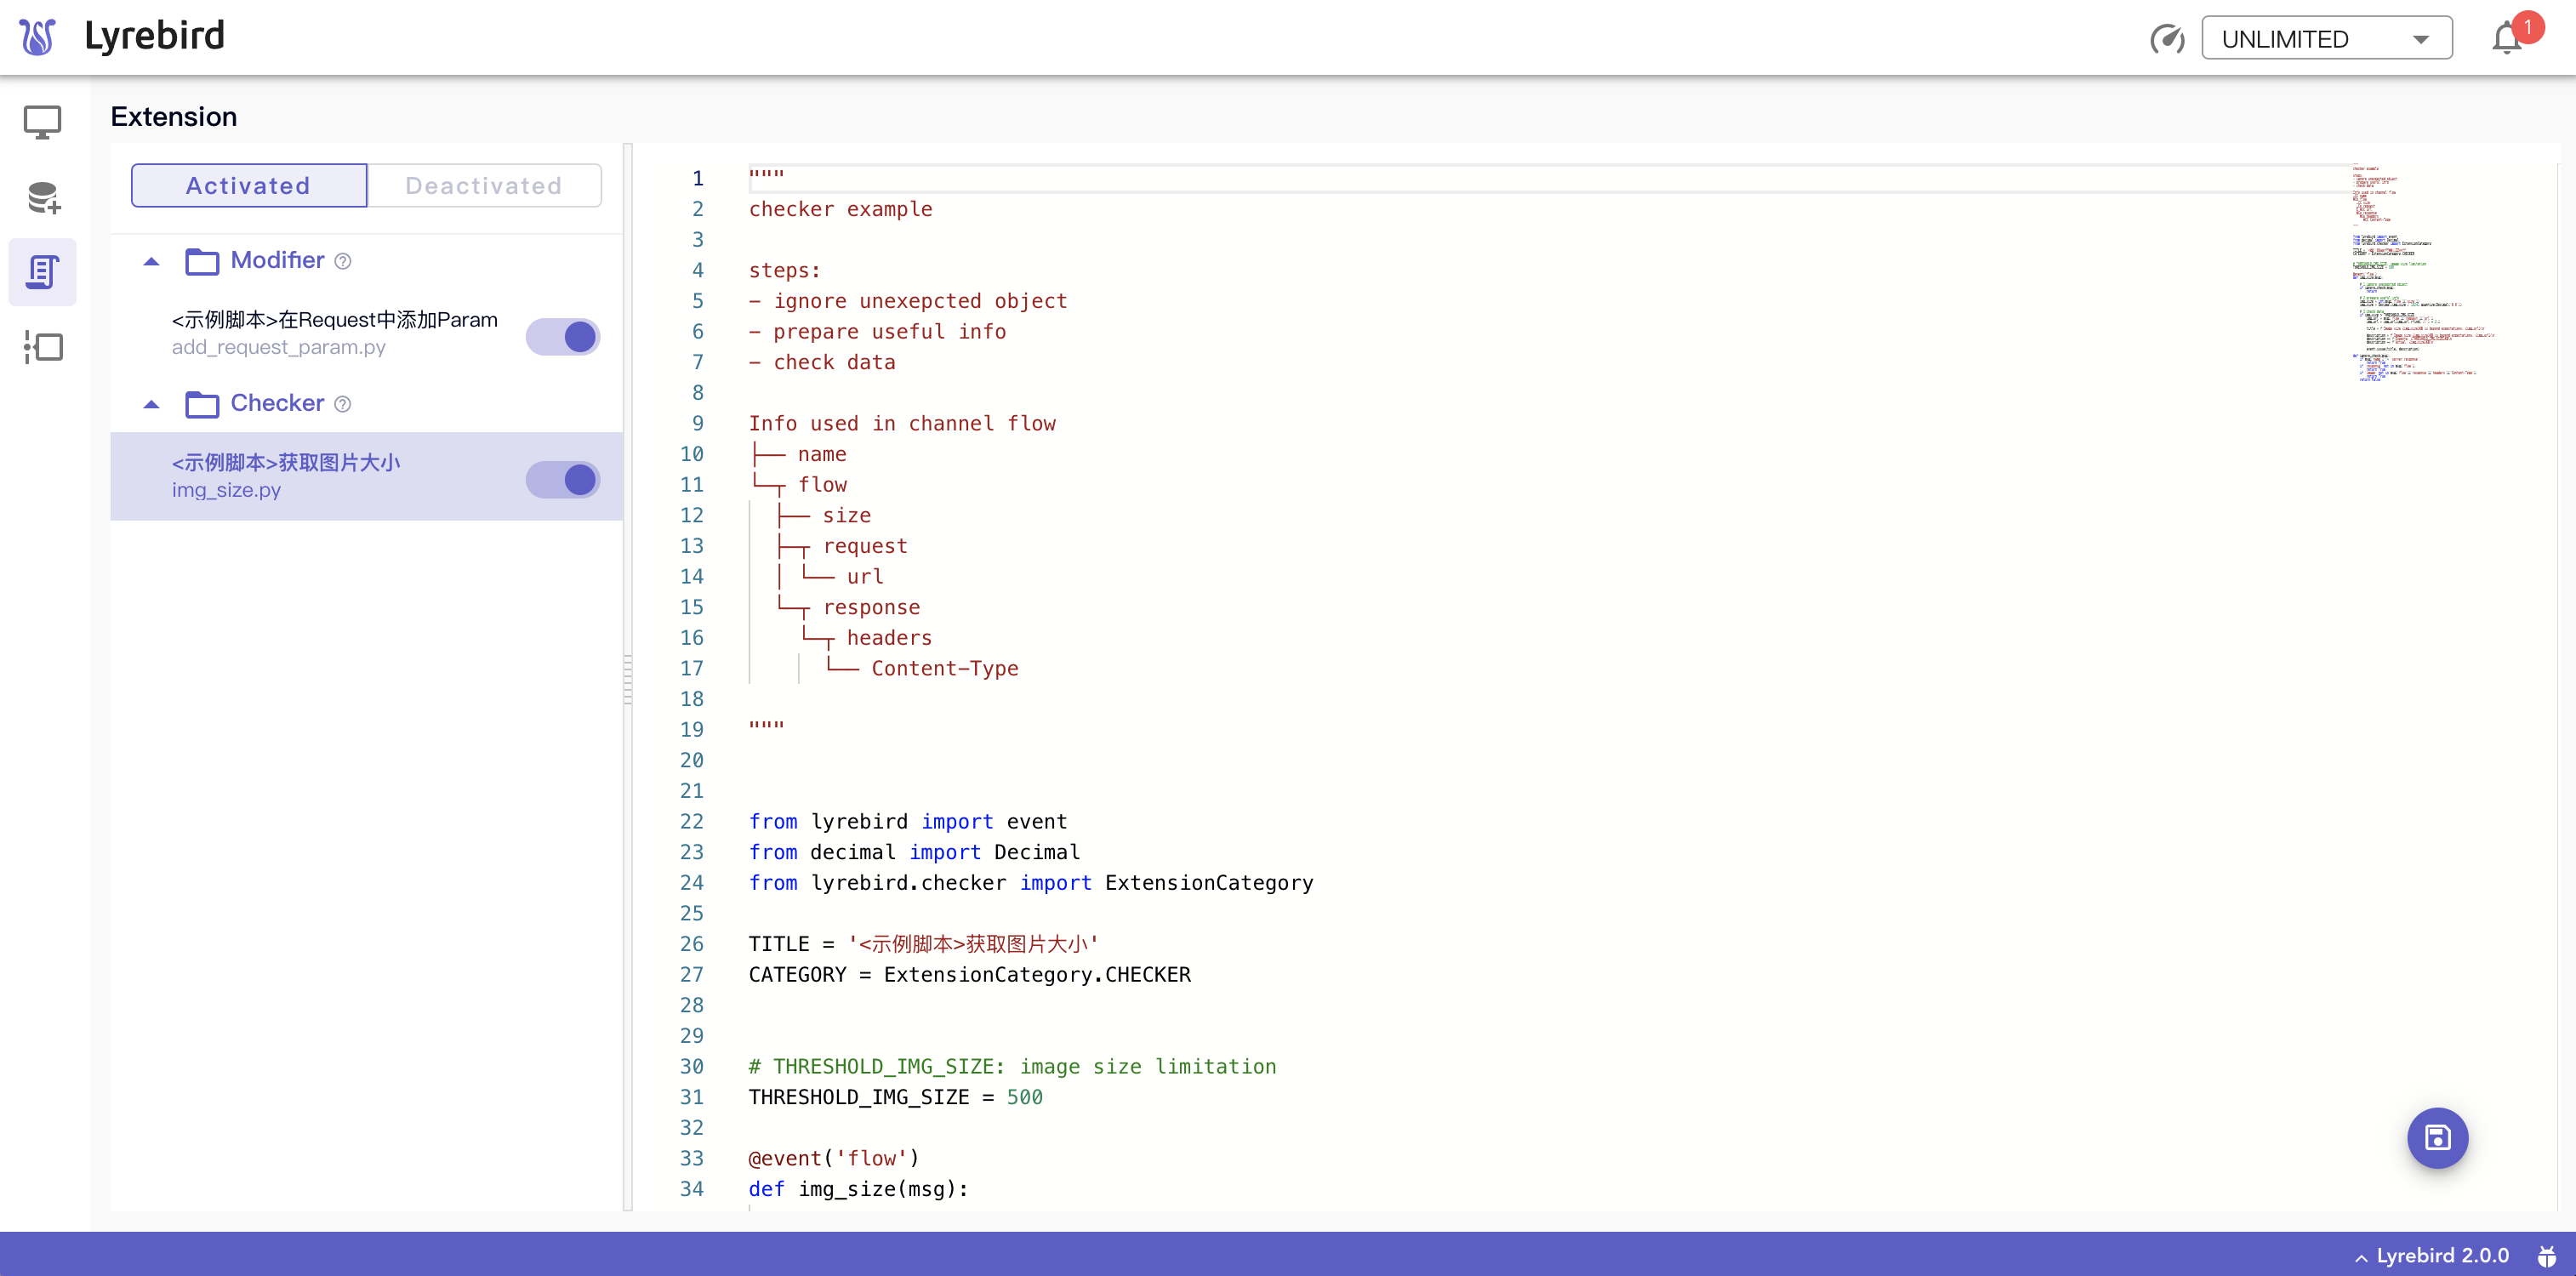 Lyrebird
UNLIMITED
1
Extension
Activated
Deactivated
Modifier
<示例脚本>在Request中添加Param
add_request_param.py
Checker
<示例脚本>获取图片大小
img_size.py
1 """
2 checker example
3
4 steps:
5 - ignore unexepcted object
6 - prepare useful info
7 - check data
8
9 Info used in channel flow
10 ├── name
11 └─┬ flow
12   ├── size
13   ├─┬ request
14   │ └── url
15   └─┬ response
16     └─┬ headers
17       └── Content-Type
18
19 """
20
21
22 from lyrebird import event
23 from decimal import Decimal
24 from lyrebird.checker import ExtensionCategory
25
26 TITLE = '<示例脚本>获取图片大小'
27 CATEGORY = ExtensionCategory.CHECKER
28
29
30 # THRESHOLD_IMG_SIZE: image size limitation
31 THRESHOLD_IMG_SIZE = 500
32
33 @event('flow')
34 def img_size(msg):
Lyrebird 2.0.0